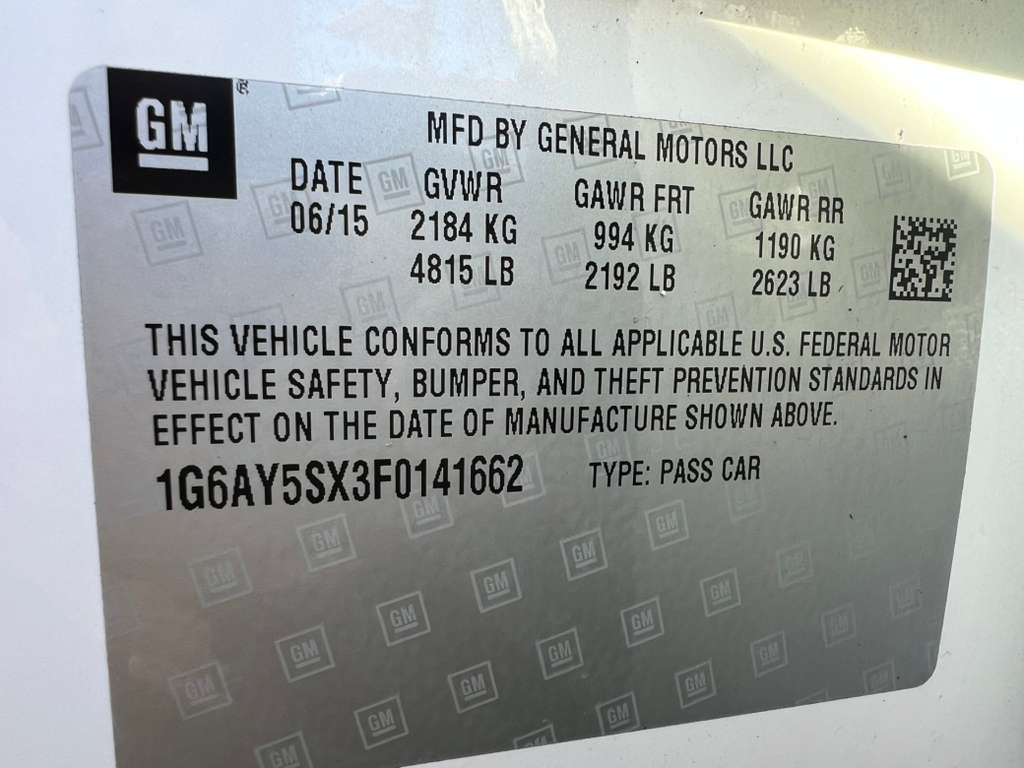 GM
MFD BY GENERAL MOTORS LLC
DATE GVWR GAWR FRT GAWR RR
06/15 2184 KG 994 KG 1190 KG
4815 LB 2192 LB 2623 LB
THIS VEHICLE CONFORMS TO ALL APPLICABLE U.S. FEDERAL MOTOR
VEHICLE SAFETY, BUMPER, AND THEFT PREVENTION STANDARDS IN
EFFECT ON THE DATE OF MANUFACTURE SHOWN ABOVE.
1G6AY5SX3F0141662 TYPE: PASS CAR